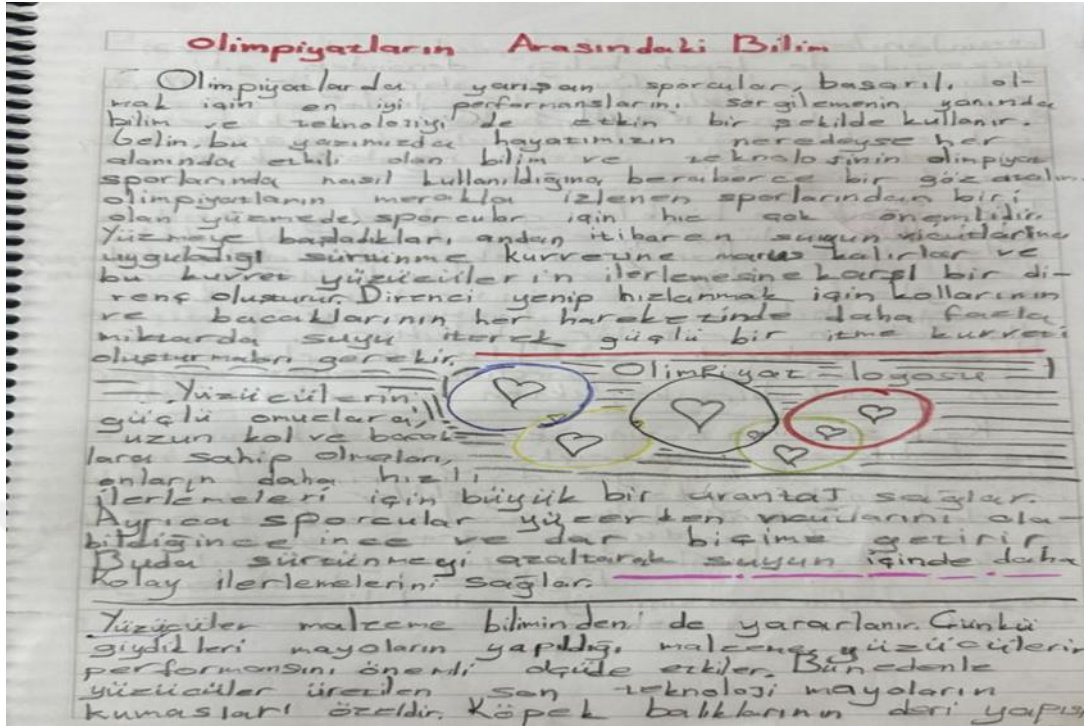 Olimpiyatların Arasındaki Bilim
Olimpiyatlarda yarışan sporcular, başarılı ol-
mak için en iyi performanslarını sergilemenin yanında
bilim ve teknolojiyi de etkin bir şekilde kullanır.
Gelin, bu yazımızda hayatımızın neredeyse her
alanında etkili olan bilim ve teknolojinin olimpiyat
sporlarında nasıl kullanıldığına beraberce bir göz atalım.
olimpiyatların merakla izlenen sporlarından biri
olan yüzmede, sporcular için hız çok önemlidir.
Yüzmeye başladıkları andan itibaren suyun vücutlarına
uyguladığı sürtünme kuvvetine maruz kalırlar ve
bu kuvvet yüzücülerin ilerlemesine karşı bir di-
renç oluşturur. Direnci yenip hızlanmak için kollarının
ve bacaklarının her hareketinde daha fazla
miktarda suyu iterek güçlü bir itme kuvveti
oluşturmaları gerekir.
Olimpiyat logosu
Yüzücülerin
güçlü omuzlara,
uzun kol ve bacak
lara sahip olmaları,
onların daha hızlı
ilerlemeleri için büyük bir avantaj sağlar.
Ayrıca sporcular yüzerken vücutlarını ola-
bildiğince ince ve dar biçime getirir
Buda sürtünmeyi azaltarak suyun içinde daha
kolay ilerlemelerini sağlar.
Yüzücüler malzeme biliminden de yararlanır. Çünkü
giydikleri mayoların yapıldığı malzeme, yüzücülerin
performansını önemli ölçüde etkiler. Bu nedenle
yüzücüler üretilen son teknoloji mayoların
kumaşları özeldir. Köpek balıklarının deri yapısı